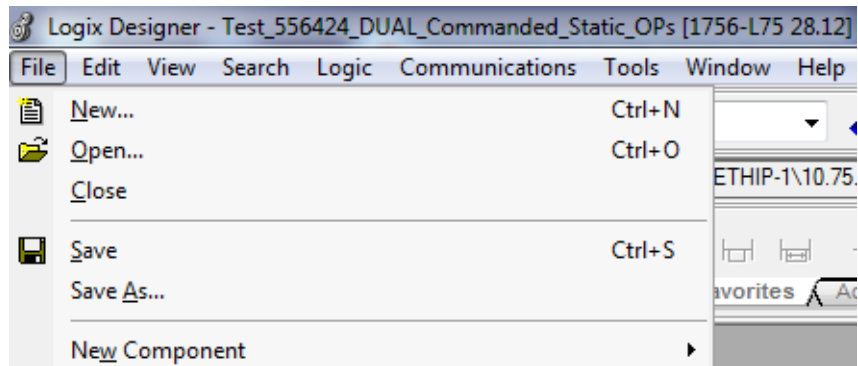 Logix Designer - Test_556424_DUAL_Commanded_Static_OPs [1756-L75 28.12]
File Edit View Search Logic Communications Tools Window Help
New... Ctrl+N
Open... Ctrl+O
ETHIP-1\10.75.
Close
Save Ctrl+S
Save As...
avorites Ad
New Component